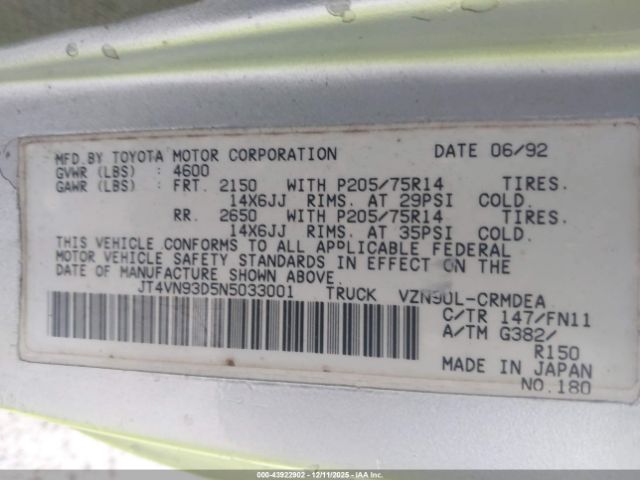 MFD.BY TOYOTA MOTOR CORPORATION DATE 06/92
GVWR (LBS) : 4600
GAWR (LBS) : FRT. 2150 WITH P205/75R14 TIRES.
14X6JJ RIMS. AT 29PSI COLD.
RR. 2650 WITH P205/75R14 TIRES.
14X6JJ RIMS. AT 35PSI COLD.
THIS VEHICLE CONFORMS TO ALL APPLICABLE FEDERAL
MOTOR VEHICLE SAFETY STANDARDS IN EFFECT ON THE
DATE OF MANUFACTURE SHOWN ABOVE.
JT4VN93D5N5033001 TRUCK VZN90L-CRMDEA
C/TR 147/FN11
A/TM G382/
R150
MADE IN JAPAN
NO.180
000-43922902 - 12/11/2025 - IAAI.COM